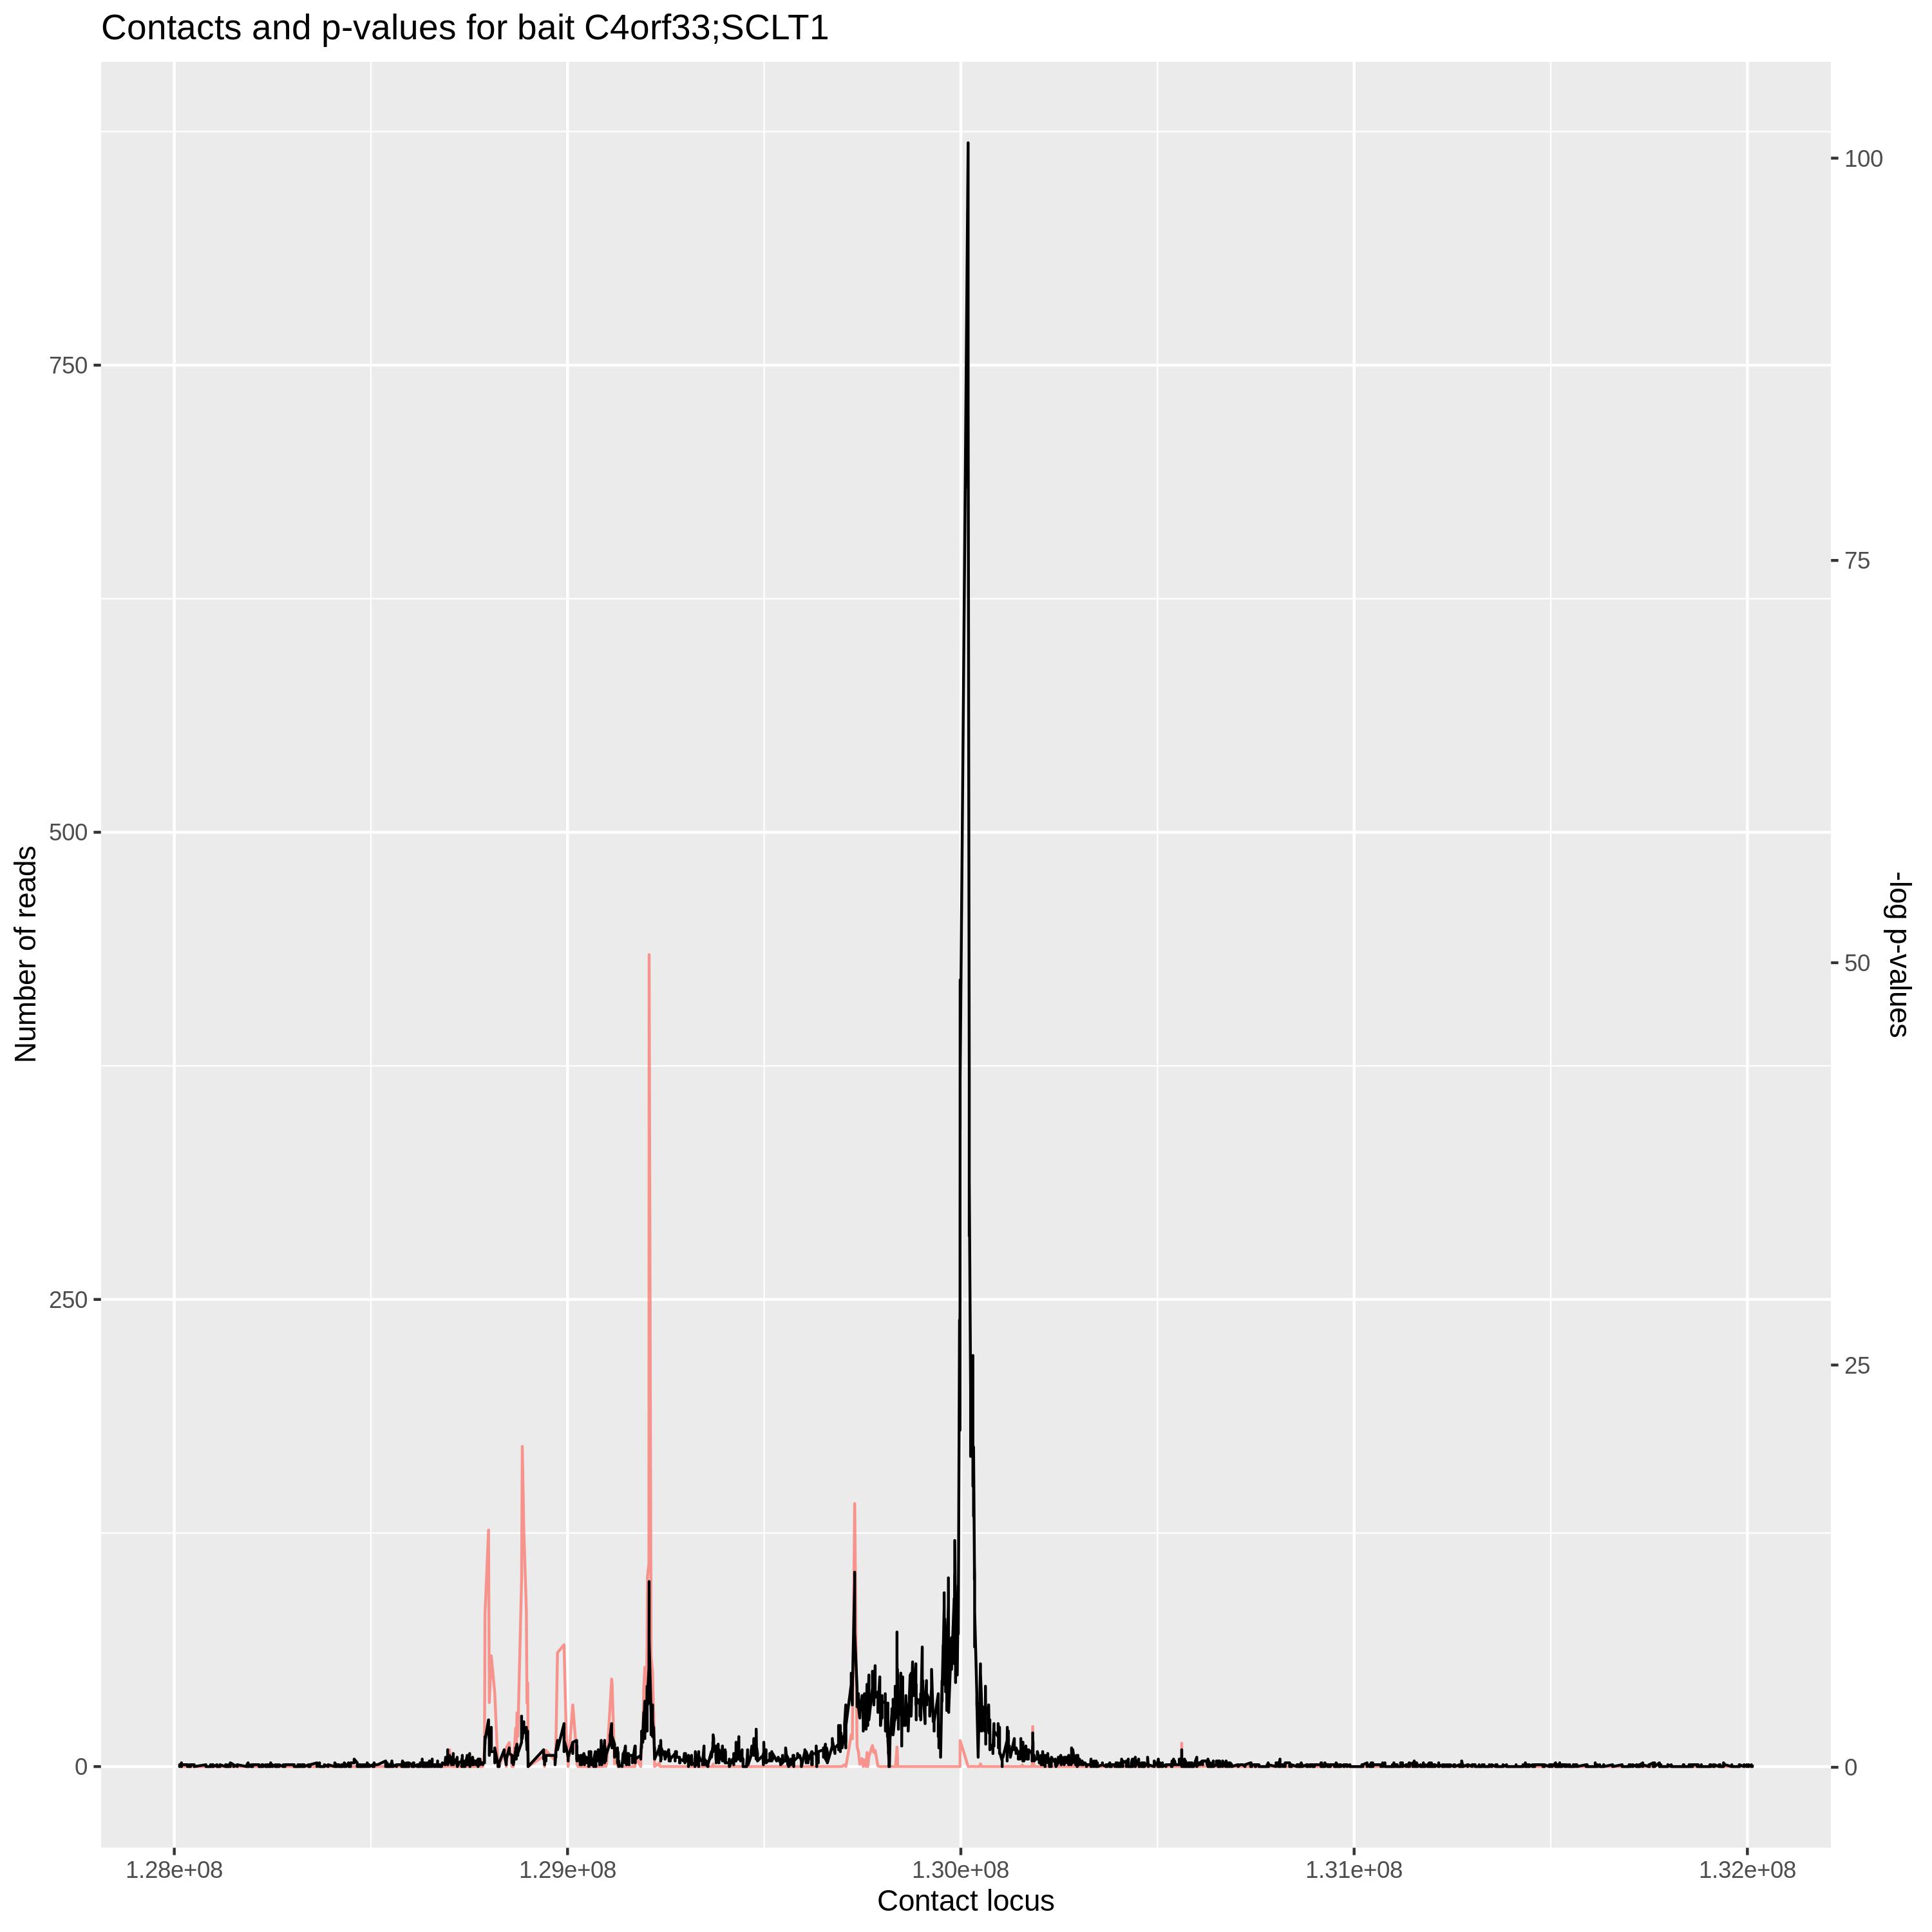 Contacts and p-values for bait C4orf33;SCLT1
Number of reads
750
500
250
0
100
75
50
25
0
-log p-values
1.28e+08
1.29e+08
1.30e+08
1.31e+08
1.32e+08
Contact locus